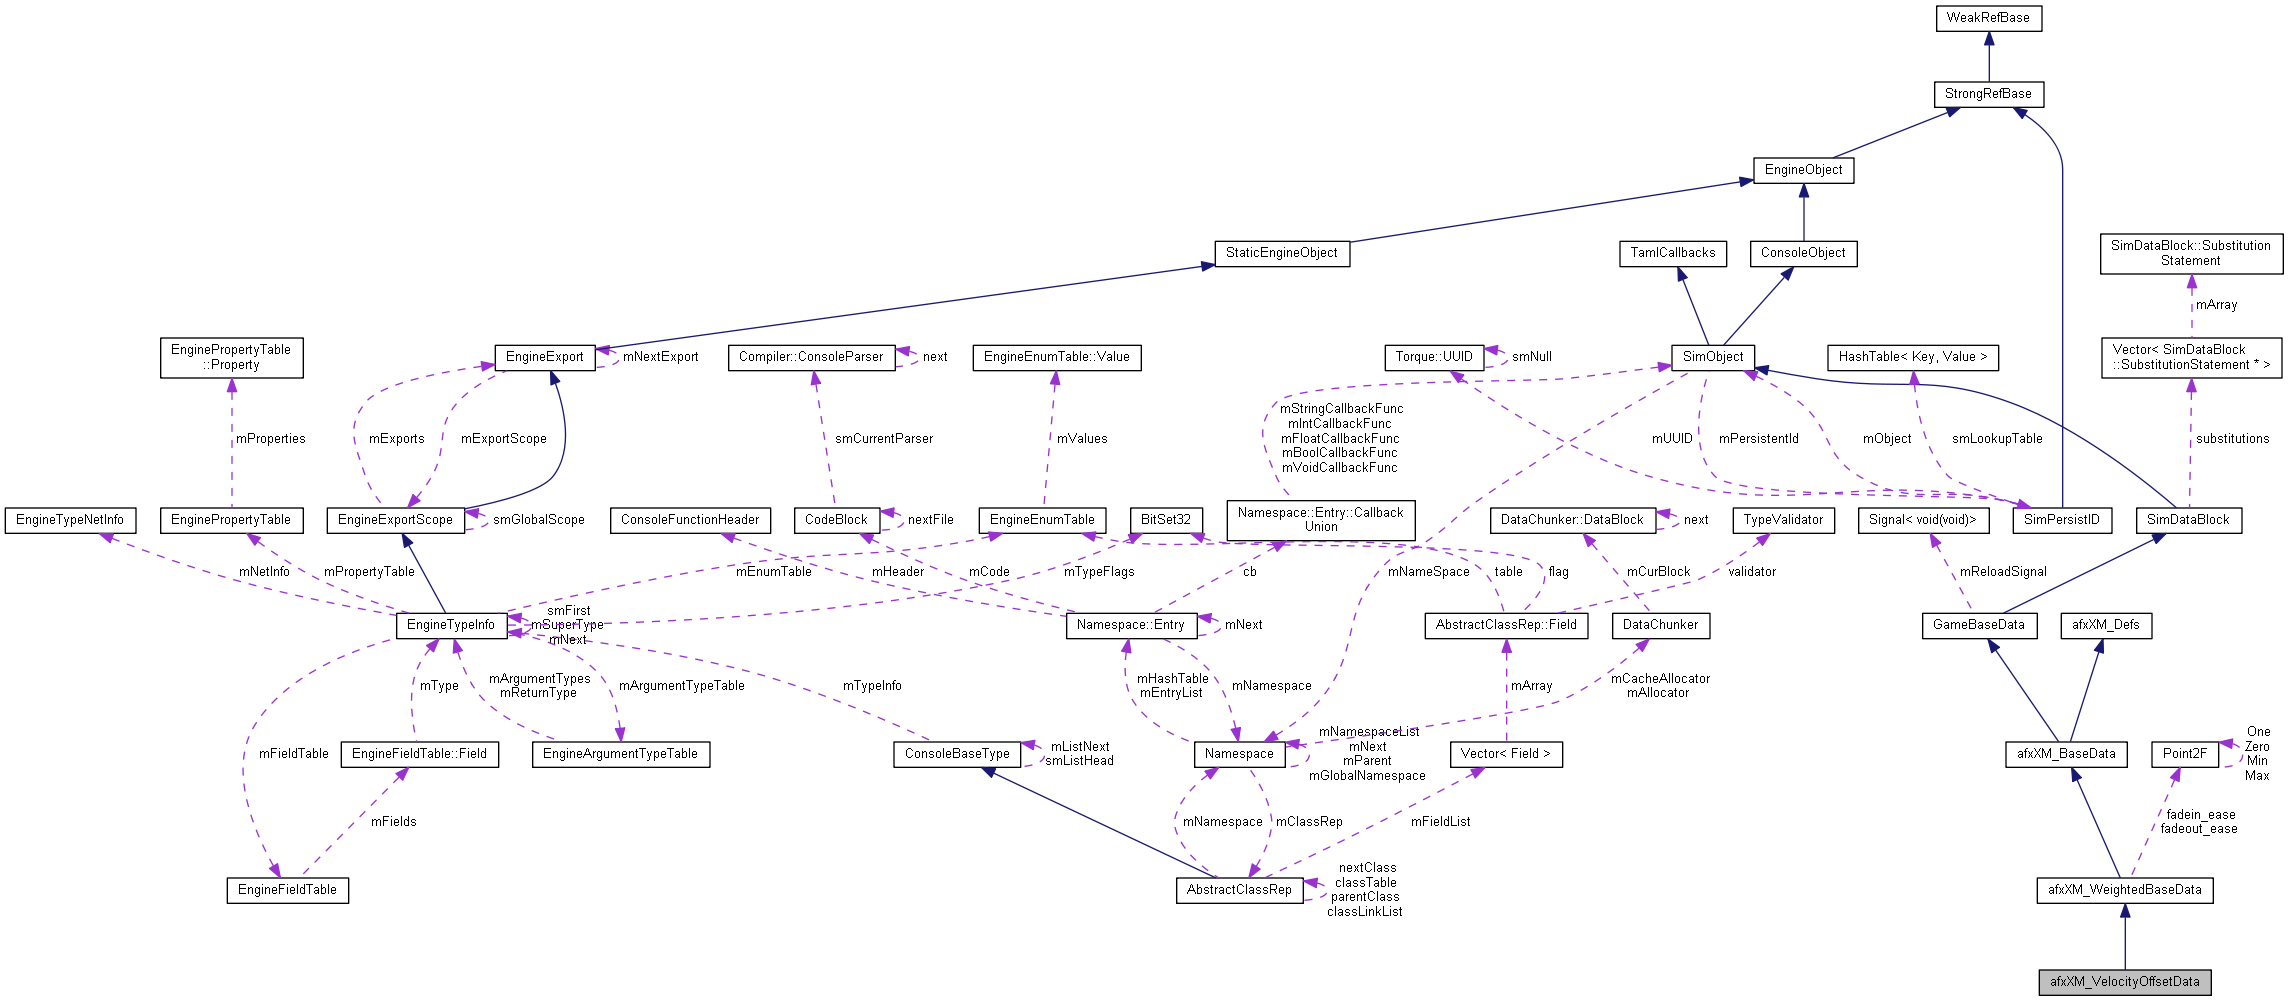 WeakRefBase
StrongRefBase
EngineObject
StaticEngineObject
TamlCallbacks
ConsoleObject
SimDataBlock::Substitution
Statement
mArray
EnginePropertyTable
::Property
EngineExport
mNextExport
Compiler::ConsoleParser
next
EngineEnumTable::Value
Torque::UUID
smNull
SimObject
HashTable< Key, Value >
Vector< SimDataBlock
::SubstitutionStatement * >
mProperties
mExports
mExportScope
smCurrentParser
mValues
mStringCallbackFunc
mIntCallbackFunc
mFloatCallbackFunc
mBoolCallbackFunc
mVoidCallbackFunc
mUUID
mPersistentId
mObject
smLookupTable
substitutions
EngineTypeNetInfo
EnginePropertyTable
EngineExportScope
smGlobalScope
ConsoleFunctionHeader
CodeBlock
nextFile
EngineEnumTable
BitSet32
Namespace::Entry::Callback
Union
DataChunker::DataBlock
next
TypeValidator
Signal< void(void)>
SimPersistID
SimDataBlock
mNetInfo
mPropertyTable
mEnumTable
mHeader
mCode
mTypeFlags
cb
mNameSpace
table
flag
mCurBlock
validator
mReloadSignal
EngineTypeInfo
smFirst
mSuperType
mNext
Namespace::Entry
mNext
AbstractClassRep::Field
DataChunker
GameBaseData
afxXM_Defs
mFieldTable
mType
mArgumentTypes
mReturnType
mArgumentTypeTable
mTypeInfo
mHashTable
mEntryList
mNamespace
mArray
mCacheAllocator
mAllocator
EngineFieldTable::Field
EngineArgumentTypeTable
ConsoleBaseType
mListNext
smListHead
Namespace
mNamespaceList
mNext
mParent
mGlobalNamespace
Vector< Field >
afxXM_BaseData
Point2F
One
Zero
Min
Max
mFields
mNamespace
mClassRep
mFieldList
fadein_ease
fadeout_ease
EngineFieldTable
AbstractClassRep
nextClass
classTable
parentClass
classLinkList
afxXM_WeightedBaseData
afxXM_VelocityOffsetData